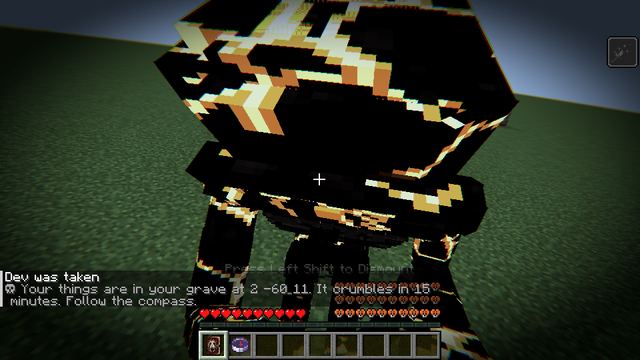 Press Left Shift to Dismount
Dev was taken
☠ Your things are in your grave at 2 -60 11. It crumbles in 15
minutes. Follow the compass.